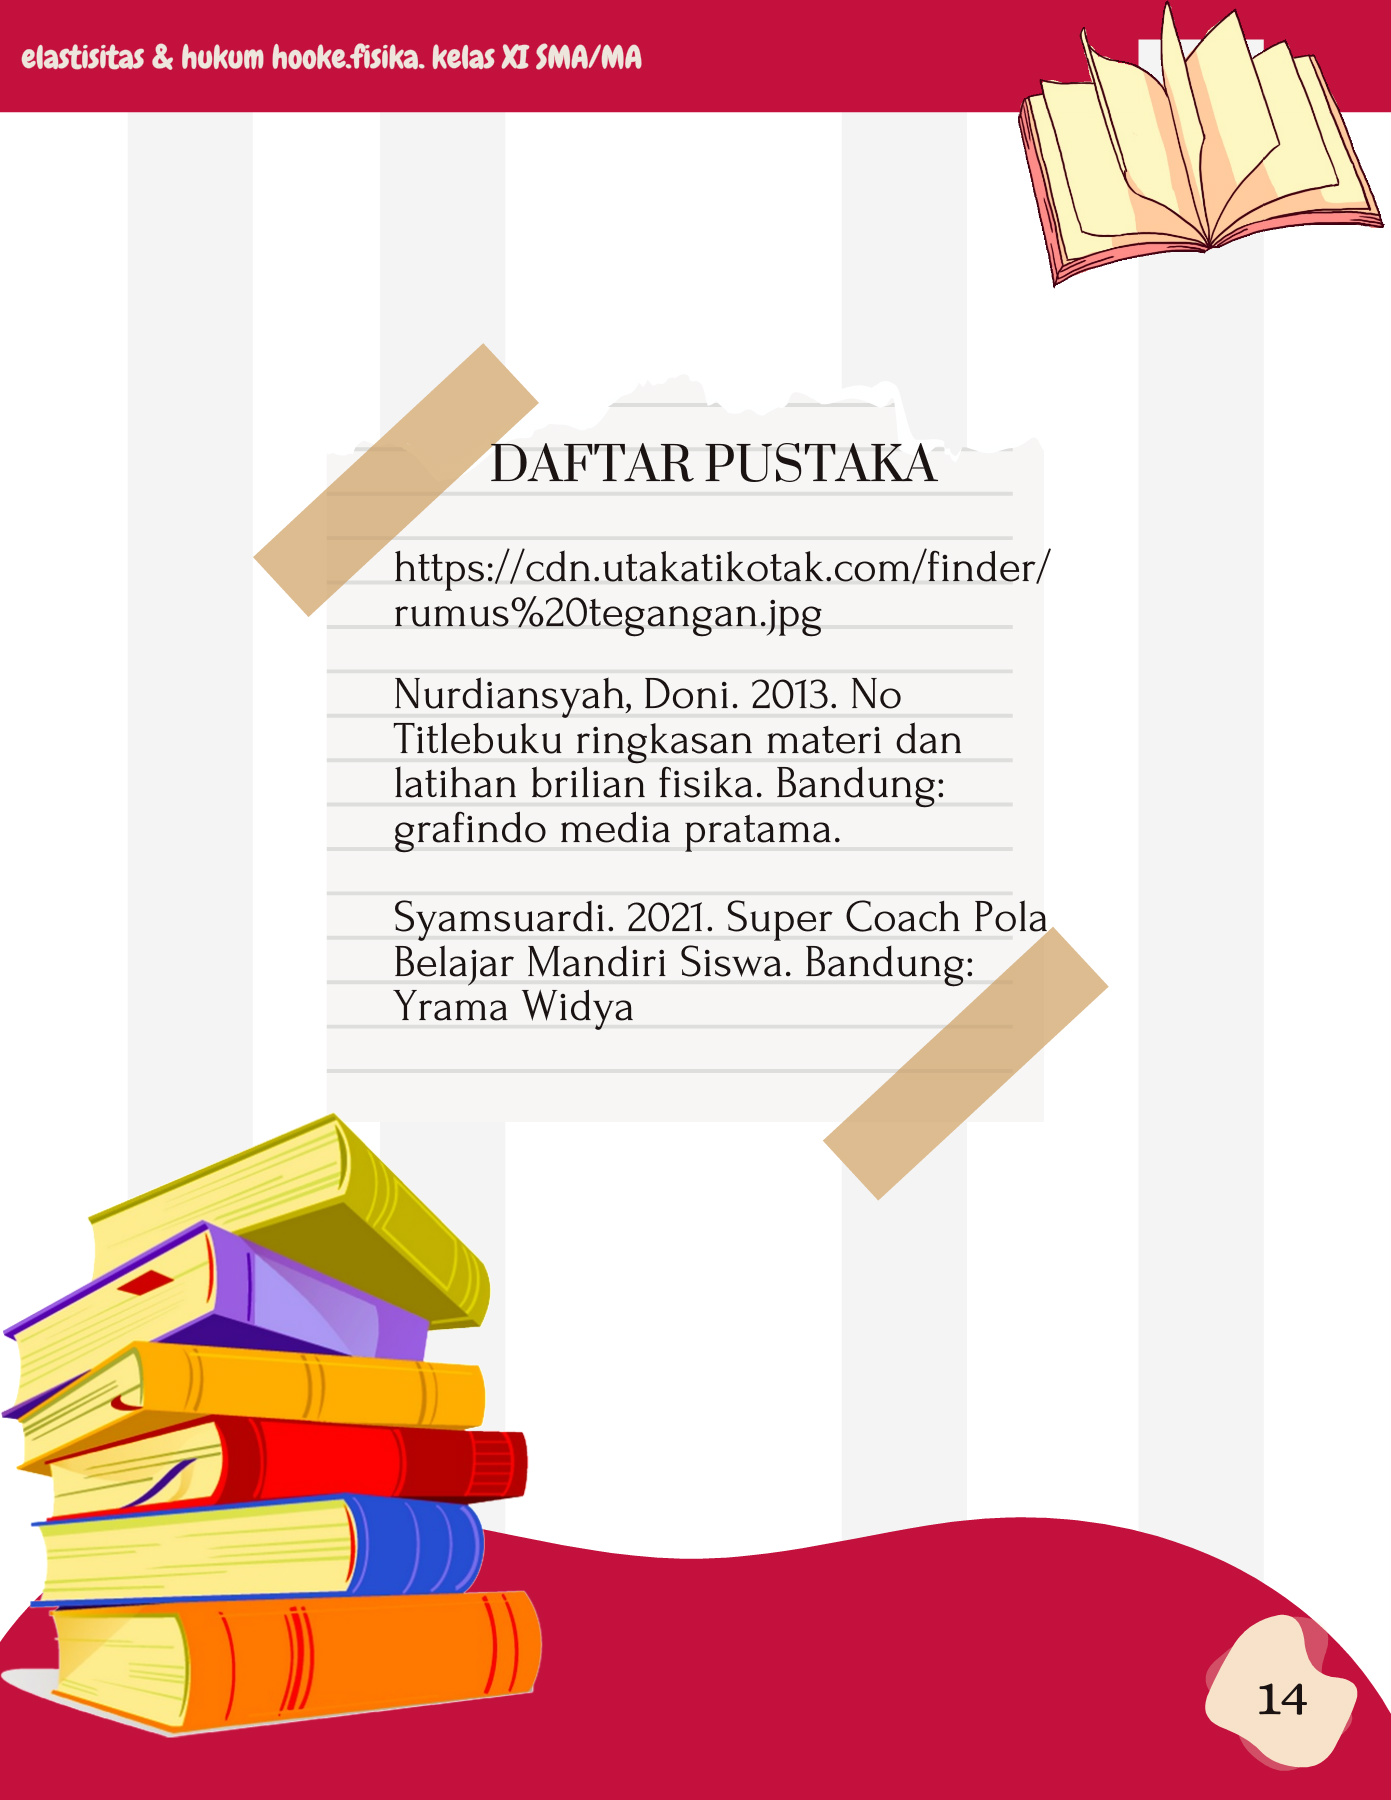 elastisitas & hukum hooke.fisika. kelas XI SMA/MA
DAFTAR PUSTAKA
https://cdn.utakatikotak.com/finder/
rumus%20tegangan.jpg
Nurdiansyah, Doni. 2013. No
Titlebuku ringkasan materi dan
latihan brilian fisika. Bandung:
grafindo media pratama.
Syamsuardi. 2021. Super Coach Pola
Belajar Mandiri Siswa. Bandung:
Yrama Widya
14